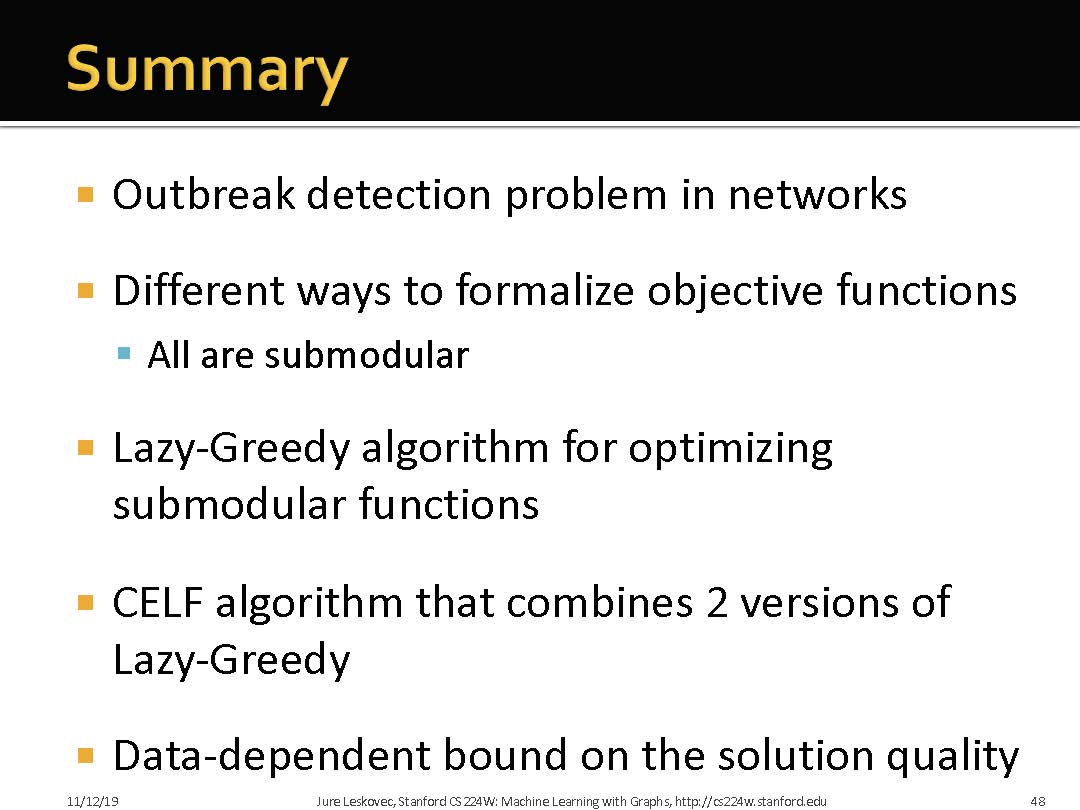 Summary
Outbreak detection problem in networks
Different ways to formalize objective functions
All are submodular
Lazy-Greedy algorithm for optimizing
submodular functions
CELF algorithm that combines 2 versions of
Lazy-Greedy
Data-dependent bound on the solution quality
11/12/19 Jure Leskovec, Stanford CS224W: Machine Learning with Graphs, http://cs224w.stanford.edu 48